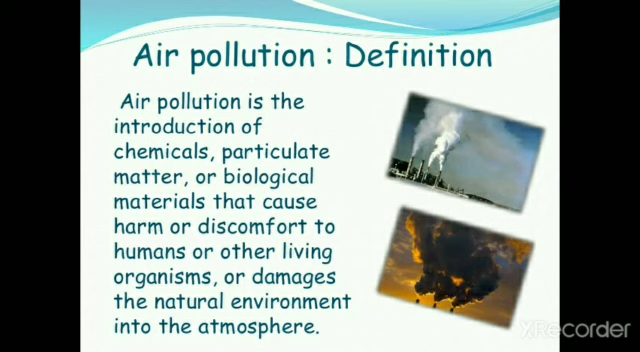 Air pollution : Definition
Air pollution is the
introduction of
chemicals, particulate
matter, or biological
materials that cause
harm or discomfort to
humans or other living
organisms, or damages
the natural environment
into the atmosphere.
XRecorder